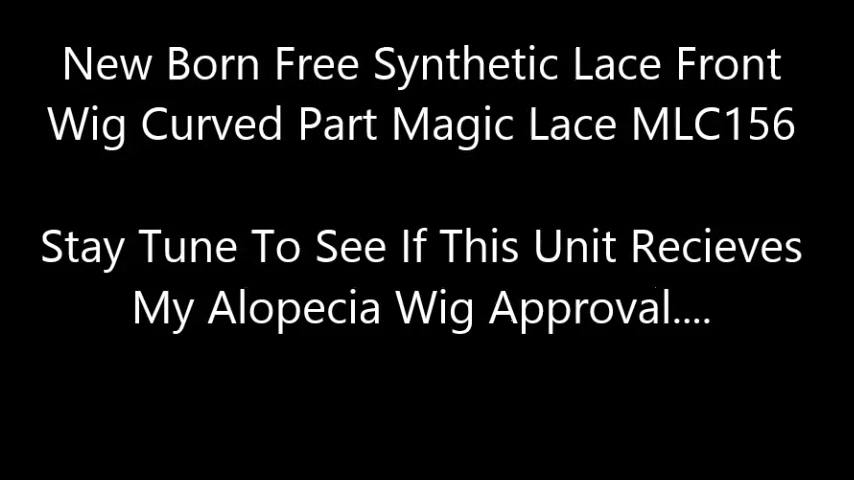 New Born Free Synthetic Lace Front
Wig Curved Part Magic Lace MLC156
Stay Tune To See If This Unit Recieves
My Alopecia Wig Approval....